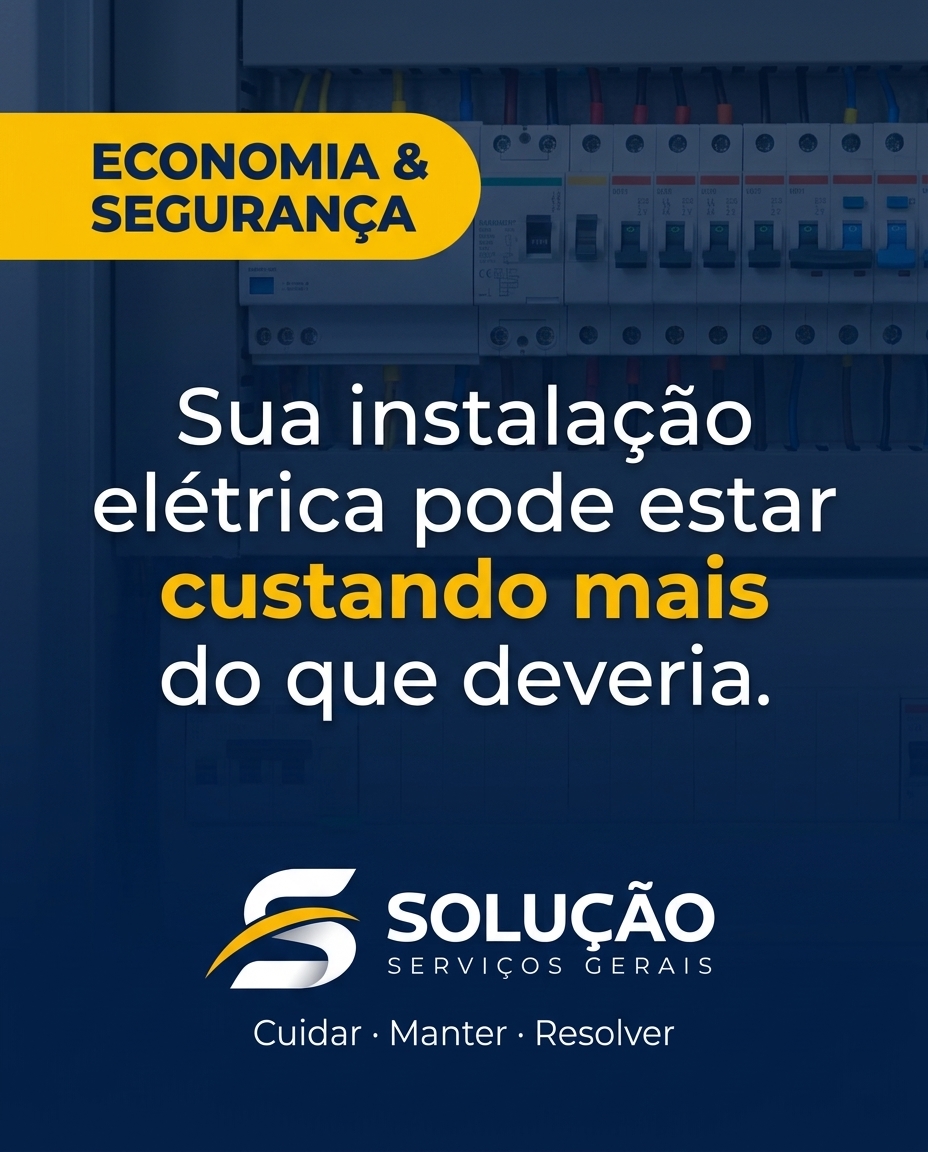 ECONOMIA &
SEGURANÇA
Sua instalação
elétrica pode estar
custando mais
do que deveria.
SOLUÇÃO
SERVIÇOS GERAIS
Cuidar · Manter · Resolver